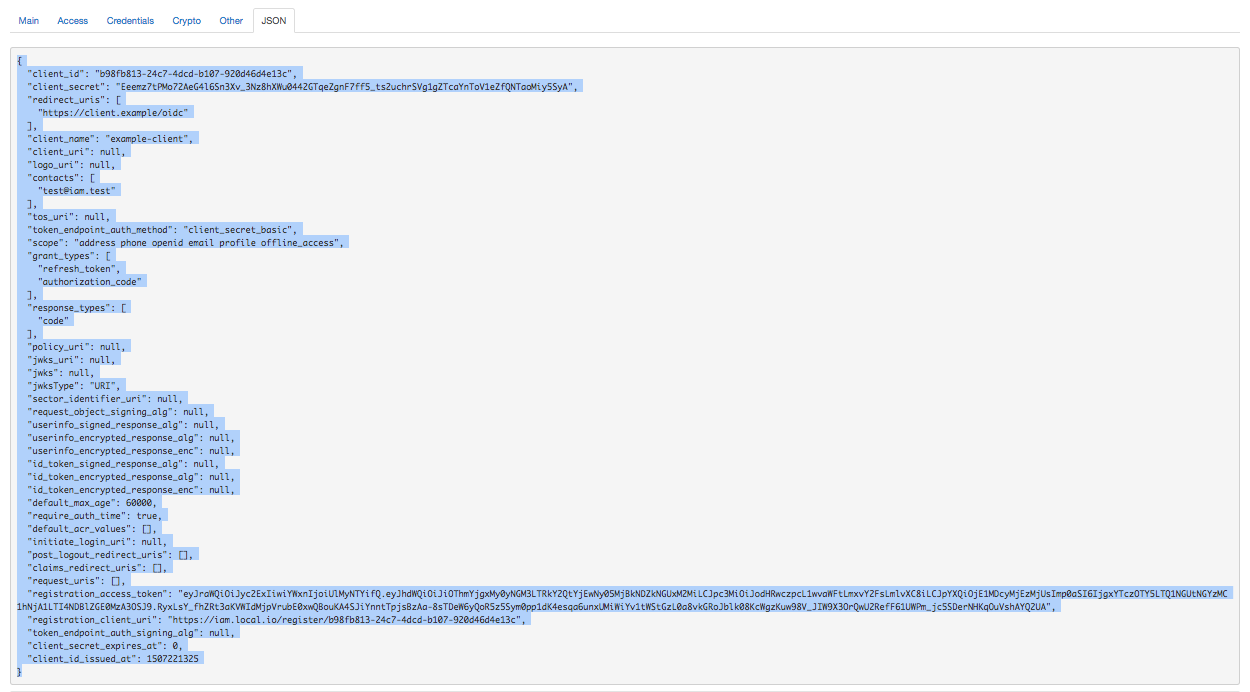 Main Access Credentials Crypto Other JSON
{
"client_id": "b98fb813-24c7-4dcd-b107-920d46d4e13c",
"client_secret": "Eeemz7tPMo7ZAeG4l6Sn3Xv_3Nz8hXWu0442GTqeZgnF7ff5_ts2uchrSVg1gZTcaYnToV1eZfQNTaoMiy5SyA",
"redirect_uris": [
"https://client.example/oidc"
],
"client_name": "example-client",
"client_uri": null,
"logo_uri": null,
"contacts": [
"test@iam.test"
],
"tos_uri": null,
"token_endpoint_auth_method": "client_secret_basic",
"scope": "address phone openid email profile offline_access",
"grant_types": [
"refresh_token",
"authorization_code"
],
"response_types": [
"code"
],
"policy_uri": null,
"jwks_uri": null,
"jwks": null,
"jwksType": "URI",
"sector_identifier_uri": null,
"request_object_signing_alg": null,
"userinfo_signed_response_alg": null,
"userinfo_encrypted_response_alg": null,
"userinfo_encrypted_response_enc": null,
"id_token_signed_response_alg": null,
"id_token_encrypted_response_alg": null,
"id_token_encrypted_response_enc": null,
"default_max_age": 60000,
"require_auth_time": true,
"default_acr_values": [],
"initiate_login_uri": null,
"post_logout_redirect_uris": [],
"claims_redirect_uris": [],
"request_uris": [],
"registration_access_token":
"registration_client_uri": "https://iam.local.io/register/b98fb813-24c7-4dcd-b107-920d46d4e13c",
"token_endpoint_auth_signing_alg": null,
"client_secret_expires_at": 0,
"client_id_issued_at": 1507221325
}